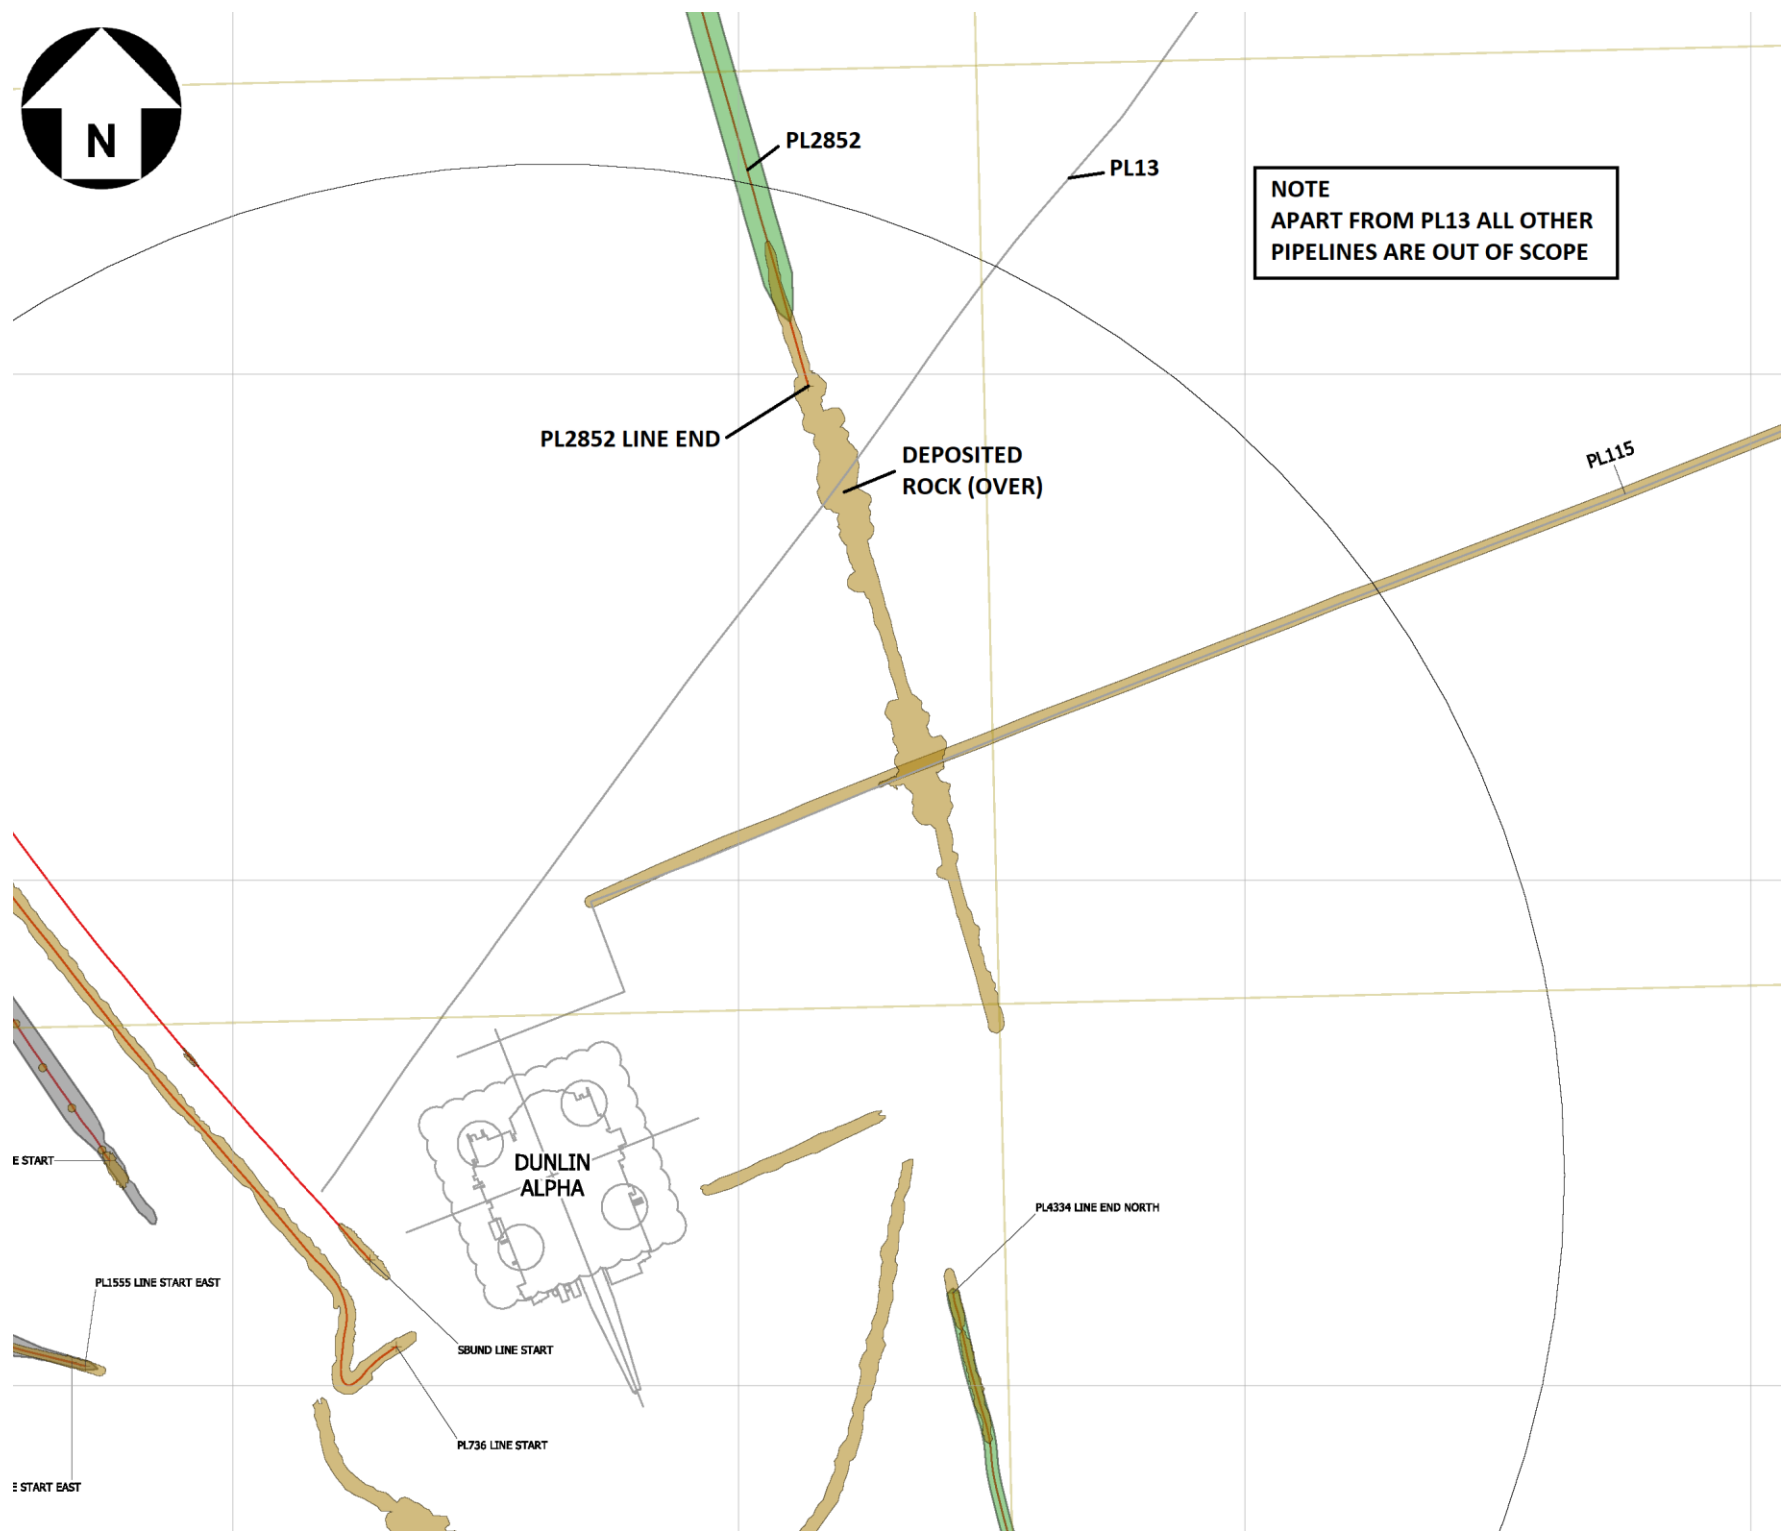 N
PL2852
PL13
NOTE
APART FROM PL13 ALL OTHER
PIPELINES ARE OUT OF SCOPE
PL2852 LINE END
DEPOSITED
ROCK (OVER)
PL115
DUNLIN
ALPHA
E START
PL4334 LINE END NORTH
PL1555 LINE START EAST
SBUND LINE START
PL736 LINE START
E START EAST